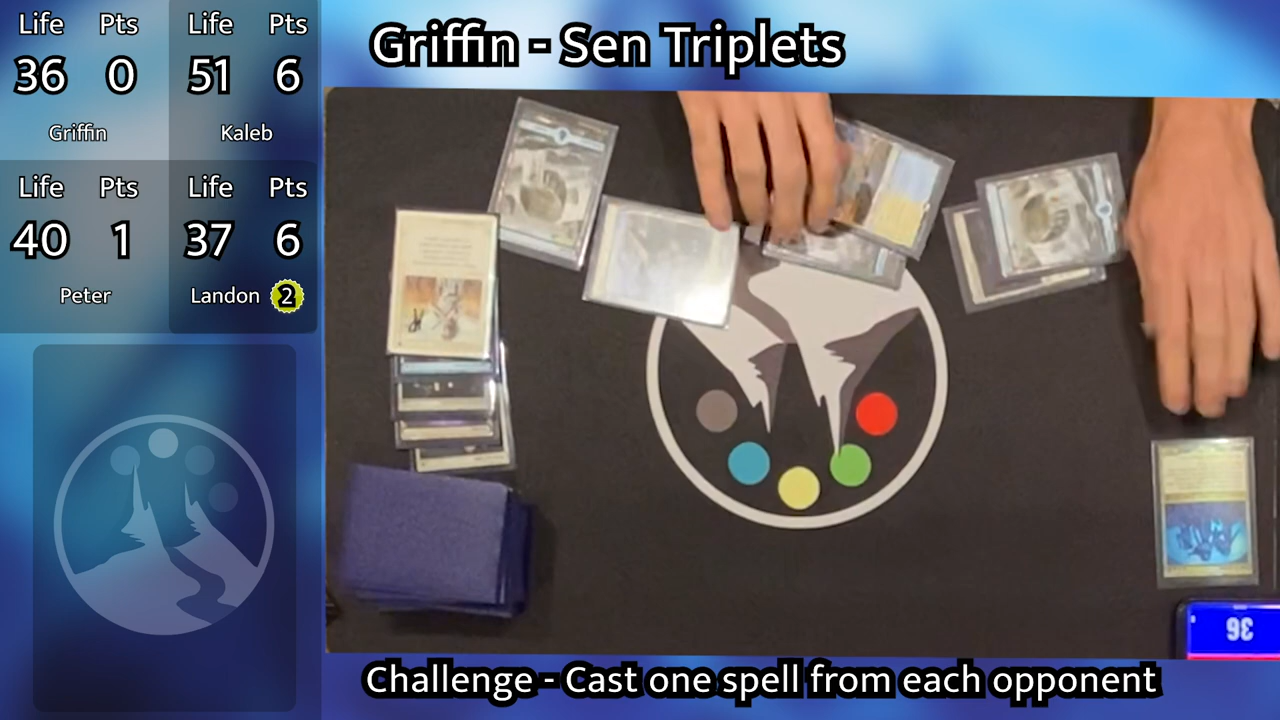 Life Pts Life Pts
36 0 51 6
Griffin Kaleb
Life Pts Life Pts
40 1 37 6
Peter Landon 2
Griffin - Sen Triplets
36
Challenge - Cast one spell from each opponent